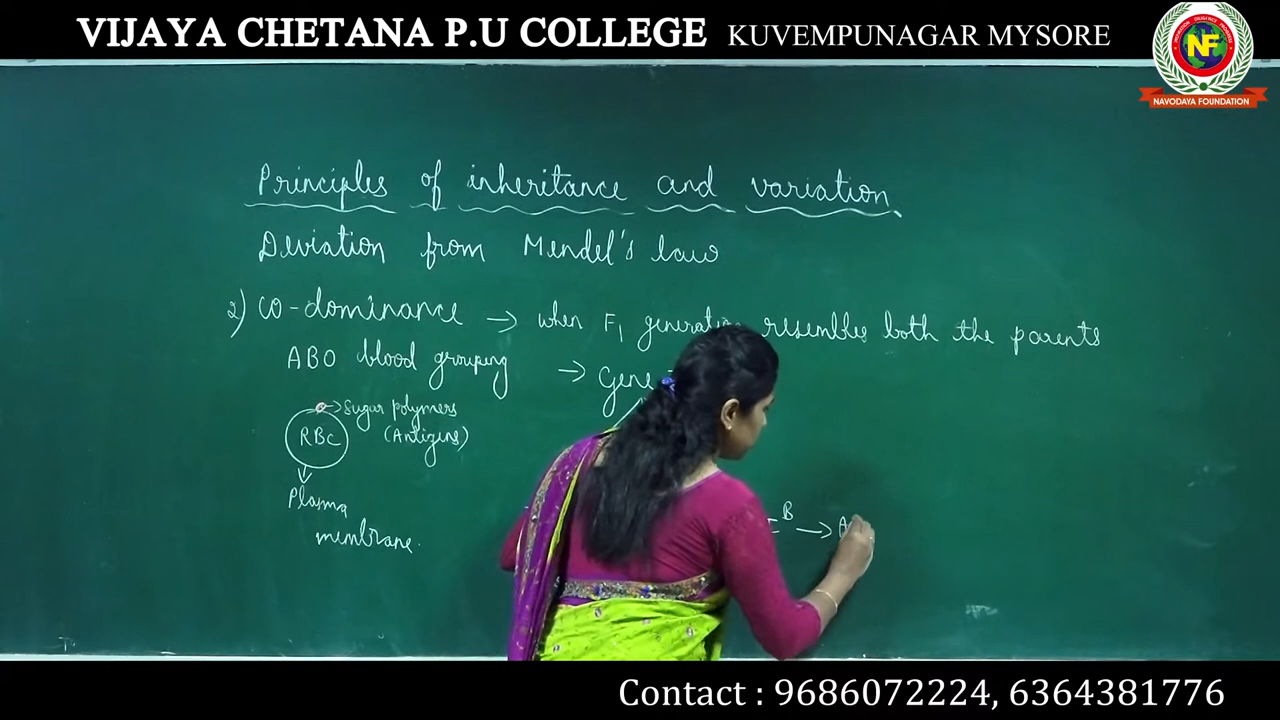 VIJAYA CHETANA P.U COLLEGE KUVEMPUNAGAR MYSORE
NF
NAVODAYA FOUNDATION
Principles of inheritance and variation
Deviation from Mendel's law
2) CO-dominance → when F1 generation resembles both the parents
ABO blood grouping → Gene
RBC → Sugar polymers
(Antigens)
Plasma
membrane.
B → A
Contact : 9686072224, 6364381776